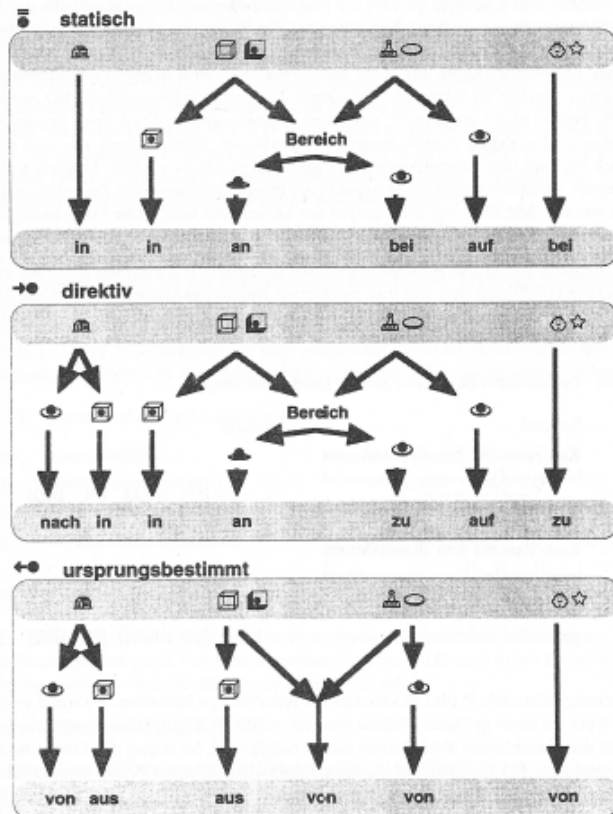 statisch
Bereich
in in an bei auf bei
direktiv
Bereich
nach in in an zu auf zu
ursprungsbestimmt
von aus aus von von von